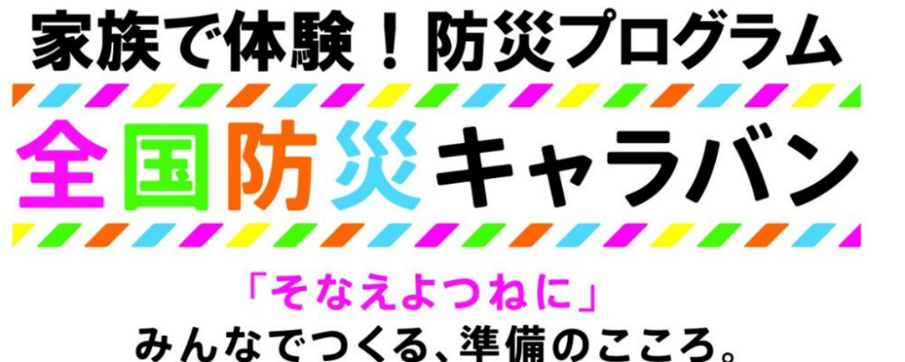 家族で体験！防災プログラム
全国防災キャラバン
「そなえよつねに」
みんなでつくる、準備のこころ。